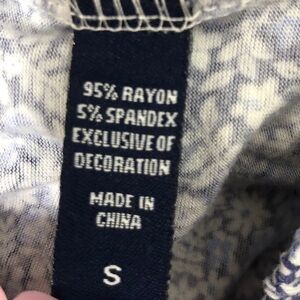 95% RAYON
5% SPANDEX
EXCLUSIVE OF
DECORATION
MADE IN
CHINA
S